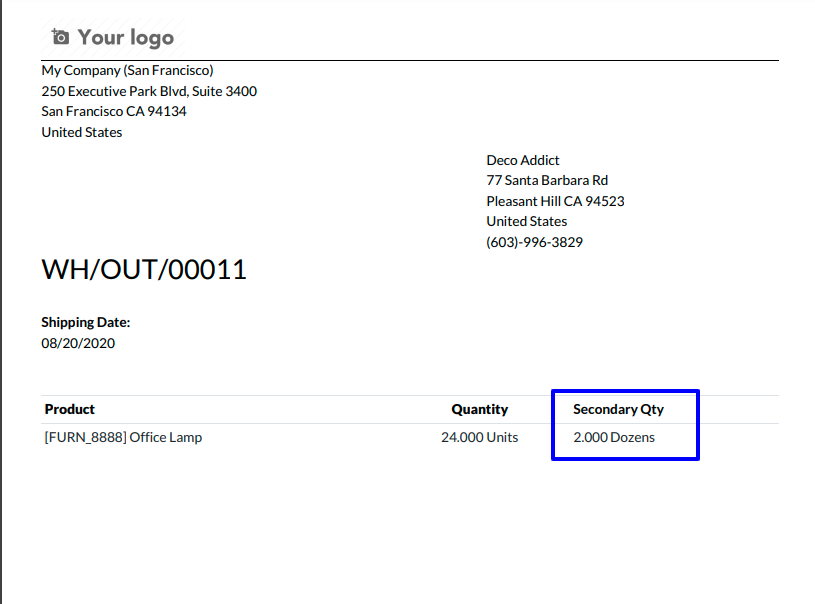 Your logo
My Company (San Francisco)
250 Executive Park Blvd, Suite 3400
San Francisco CA 94134
United States
Deco Addict
77 Santa Barbara Rd
Pleasant Hill CA 94523
United States
(603)-996-3829
WH/OUT/00011
Shipping Date:
08/20/2020
Product Quantity Secondary Qty
[FURN_8888] Office Lamp 24.000 Units 2.000 Dozens